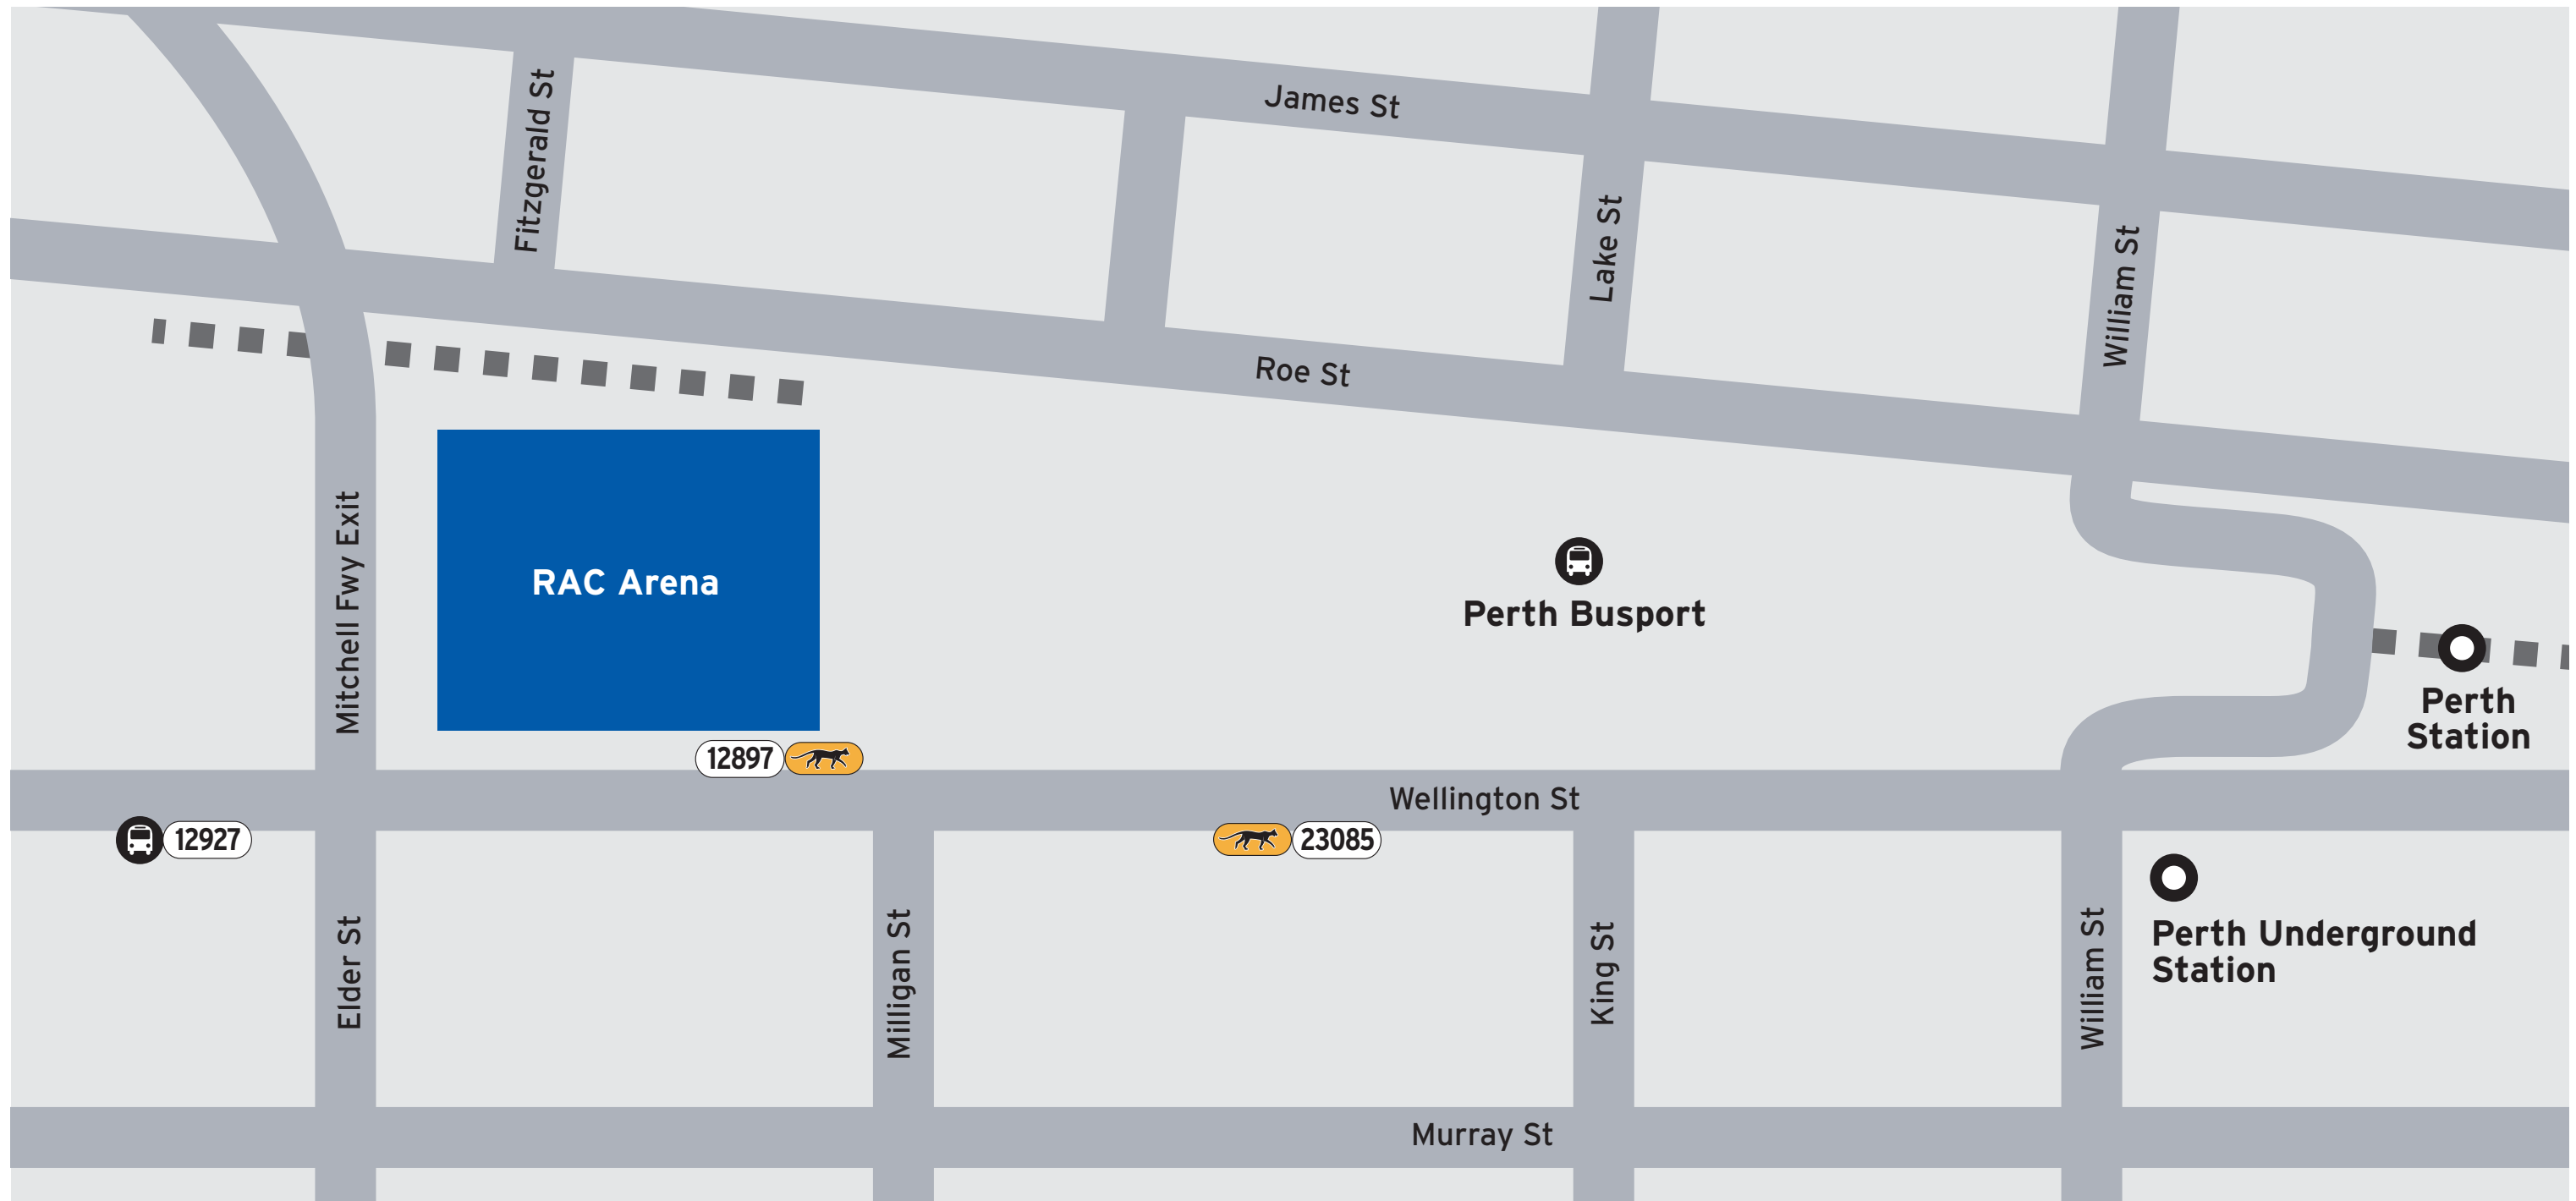 James St
Fitzgerald St
Lake St
William St
Roe St
Mitchell Fwy Exit
RAC Arena
Perth Busport
Perth
Station
12897
Wellington St
12927
23085
Elder St
Milligan St
King St
William St
Perth Underground
Station
Murray St